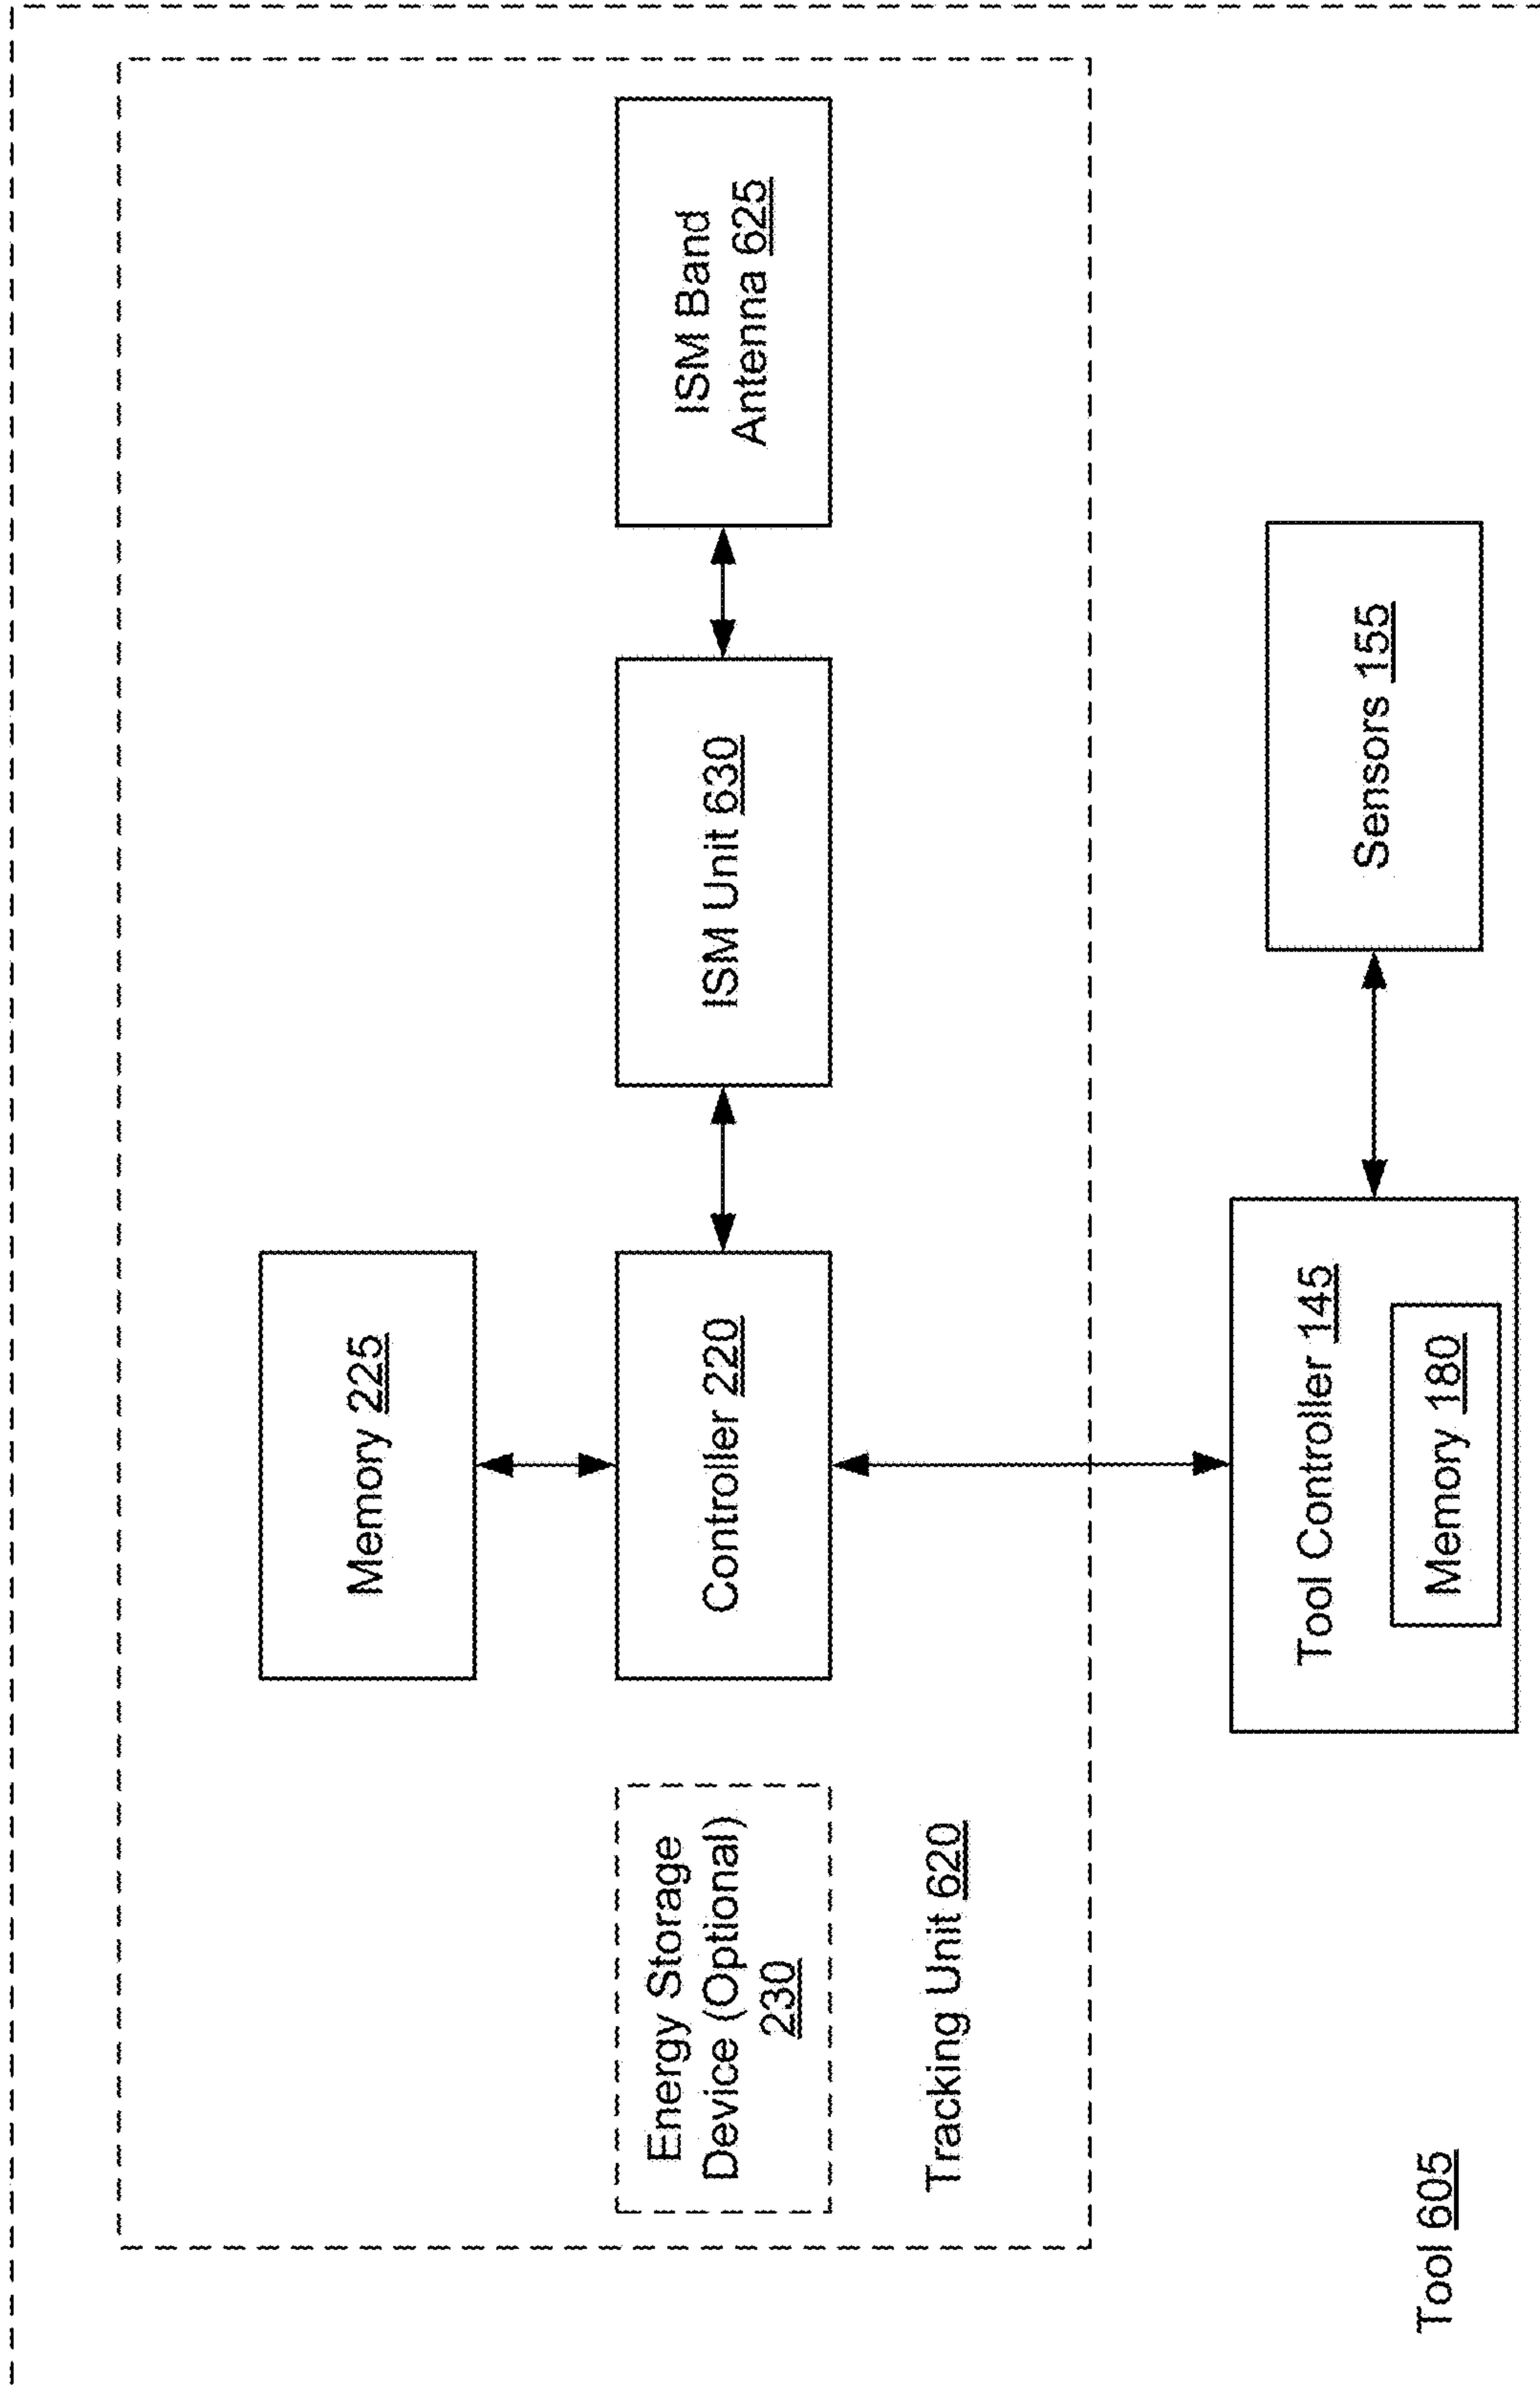 Memory 225
Energy Storage
Device (Optional)
230
Controller 220
ISM Unit 630
ISM Band
Antenna 625
Tracking Unit 620
Tool Controller 145
Memory 180
Sensors 155
Tool 605